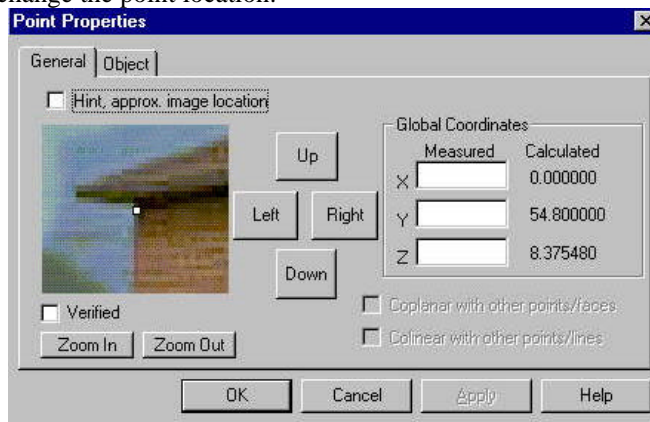 change the point location.
Point Properties
General Object
Hint, approx. image location
Global Coordinates
Measured Calculated
X 0.000000
Y 54.800000
Z 8.375480
Up
Left Right
Down
Verified
Zoom In Zoom Out
Coplanar with other points/faces
Colinear with other points/lines
OK Cancel Apply Help